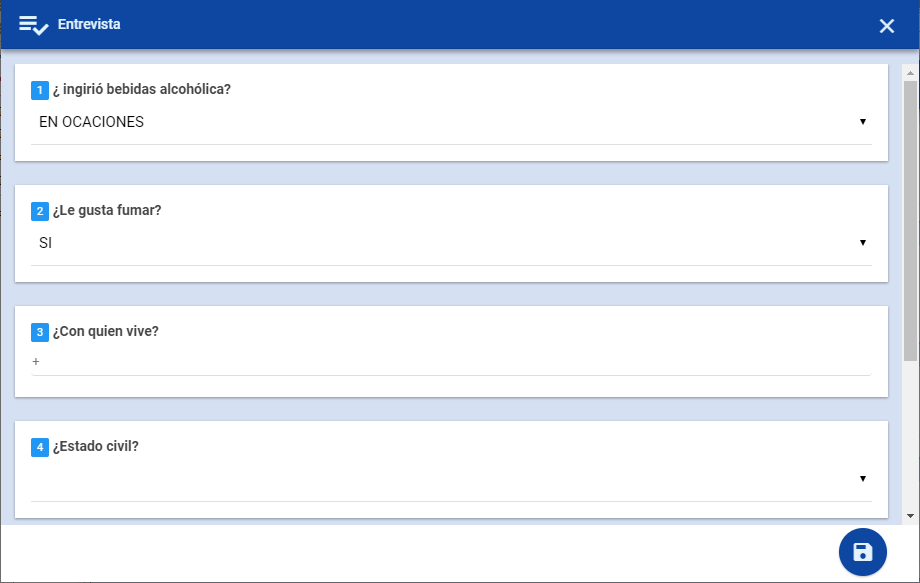 Entrevista
1 ¿ ingirió bebidas alcohólica?
EN OCACIONES
2 ¿Le gusta fumar?
SI
3 ¿Con quien vive?
+
4 ¿Estado civil?